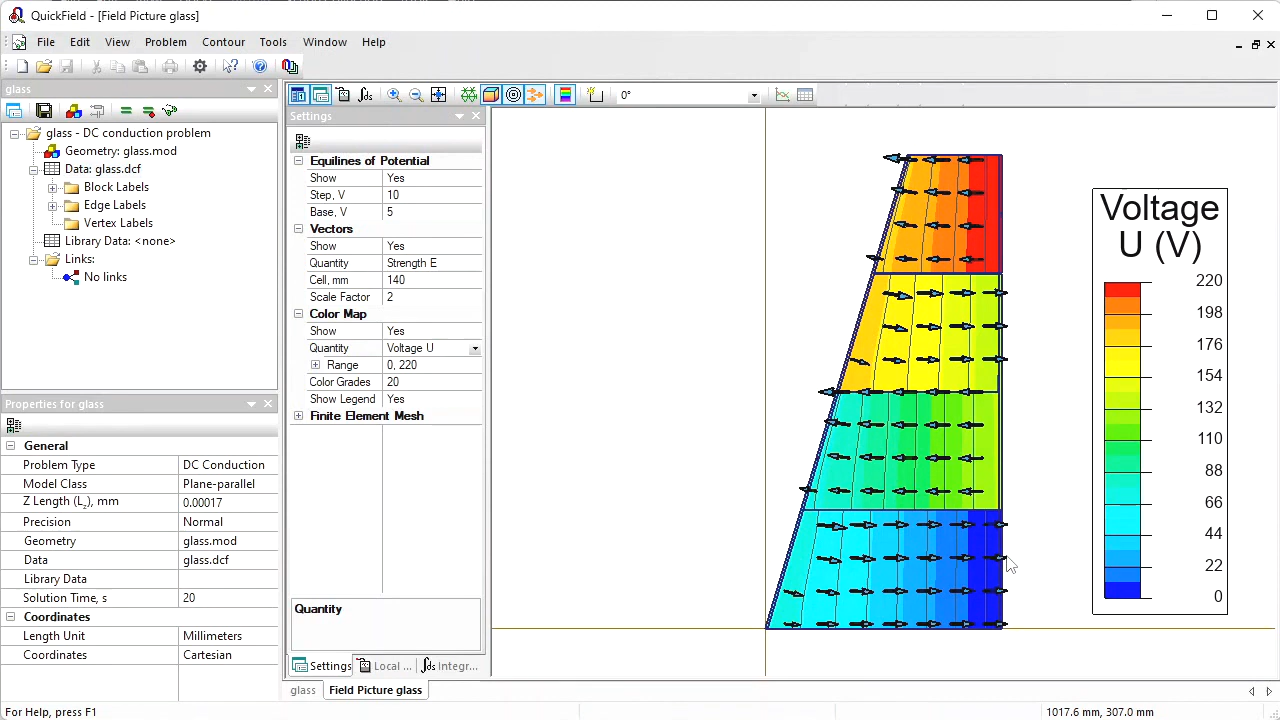 QuickField - [Field Picture glass]
File Edit View Problem Contour Tools Window Help
0°
glass
glass - DC conduction problem
Geometry: glass.mod
Data: glass.dcf
Block Labels
Edge Labels
Vertex Labels
Library Data: <none>
Links:
No links
Properties for glass
General
Problem Type DC Conduction
Model Class Plane-parallel
Z Length (Lz), mm 0.00017
Precision Normal
Geometry glass.mod
Data glass.dcf
Library Data
Solution Time, s 20
Coordinates
Length Unit Millimeters
Coordinates Cartesian
Settings
Equilines of Potential
Show Yes
Step, V 10
Base, V 5
Vectors
Show Yes
Quantity Strength E
Cell, mm 140
Scale Factor 2
Color Map
Show Yes
Quantity Voltage U
Range 0, 220
Color Grades 20
Show Legend Yes
Finite Element Mesh
Quantity
Settings Local ... Integr...
Voltage
U (V)
220
198
176
154
132
110
88
66
44
22
0
glass Field Picture glass
For Help, press F1
1017.6 mm, 307.0 mm